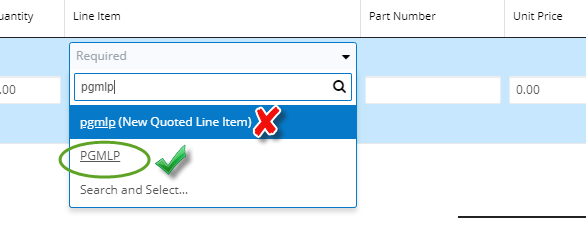 uantity Line Item Part Number Unit Price
Required
.00 pgmlp 0.00
pgmlp (New Quoted Line Item)
PGMLP
Search and Select...